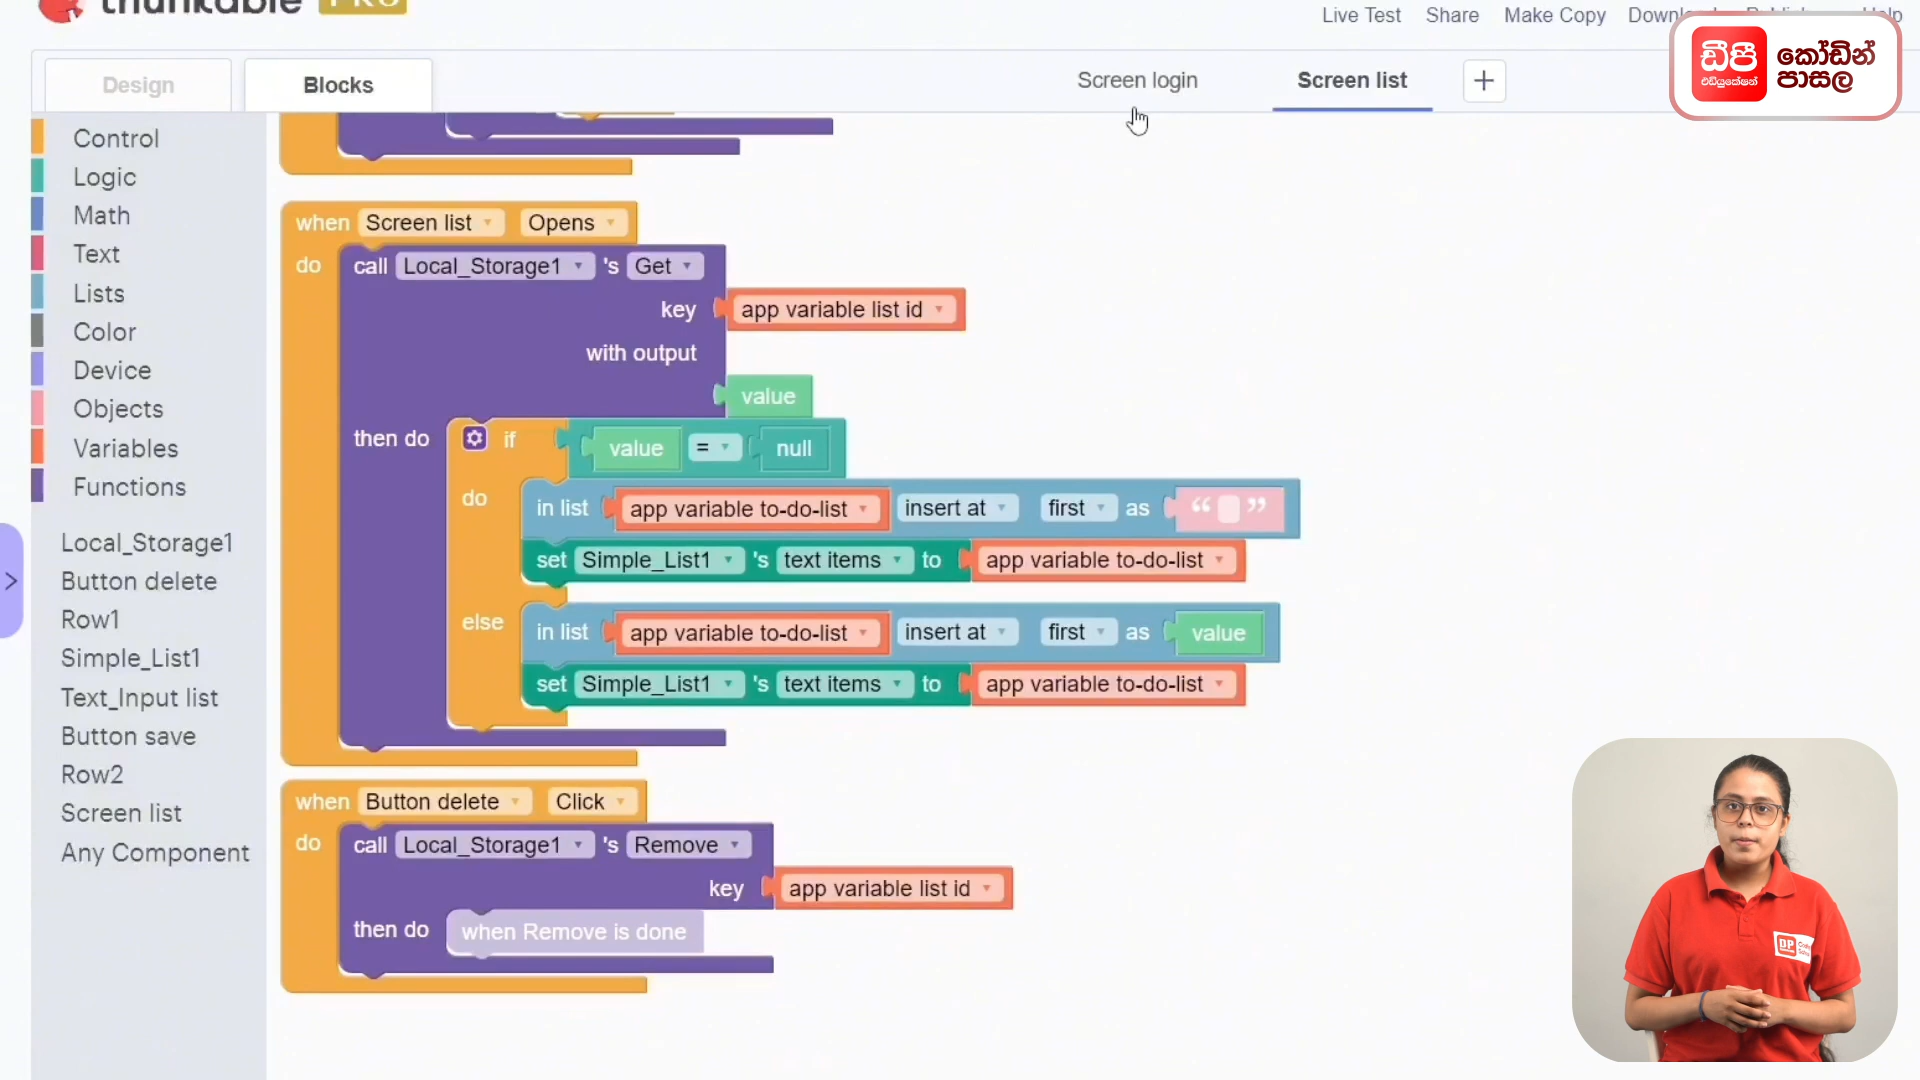 thunkable PRO
Live Test Share Make Copy
Design Blocks Screen login Screen list +
ඩීපී
එඩියුකේෂන්
කෝඩින්
පාසල
Control
Logic
Math
Text
Lists
Color
Device
Objects
Variables
Functions
Local_Storage1
Button delete
Row1
Simple_List1
Text_Input list
Button save
Row2
Screen list
Any Component
when Screen list Opens
do call Local_Storage1 's Get
key app variable list id
with output
value
then do if value = null
do in list app variable to-do-list insert at first as “ ”
set Simple_List1 's text items to app variable to-do-list
else in list app variable to-do-list insert at first as value
set Simple_List1 's text items to app variable to-do-list
when Button delete Click
do call Local_Storage1 's Remove
key app variable list id
then do when Remove is done
DP